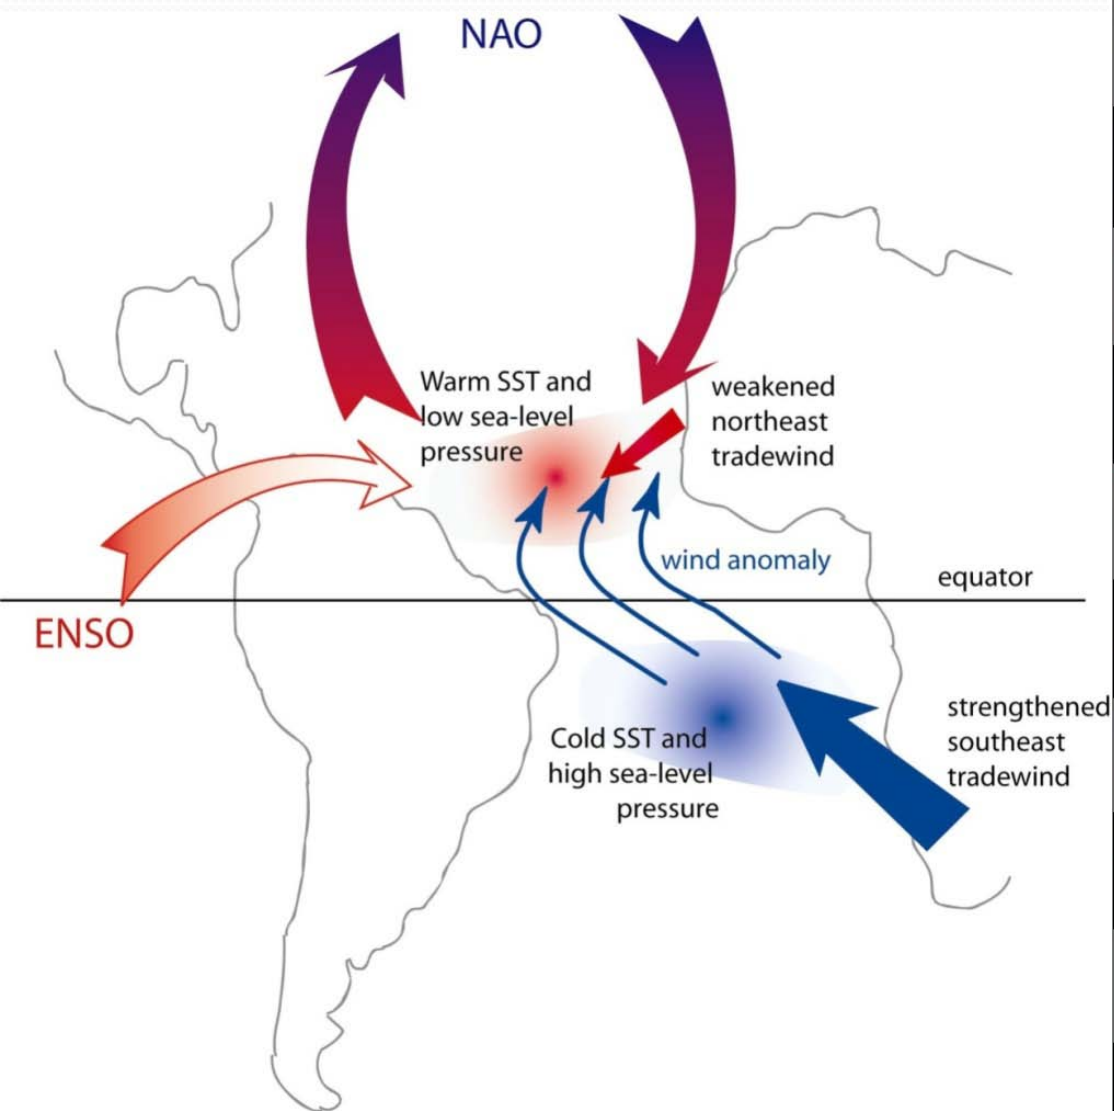 NAO
Warm SST and
low sea-level
pressure
weakened
northeast
tradewind
wind anomaly
equator
ENSO
strengthened
southeast
tradewind
Cold SST and
high sea-level
pressure